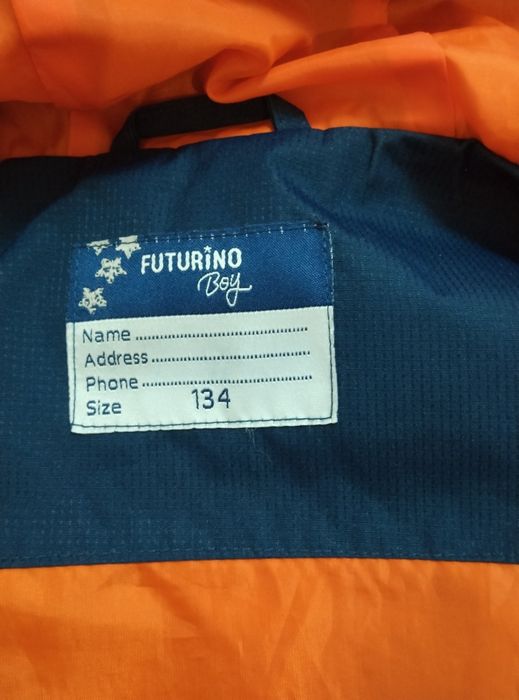 FUTURINO
Boy
Name ....................................
Address .................................
Phone ...................................
Size 134